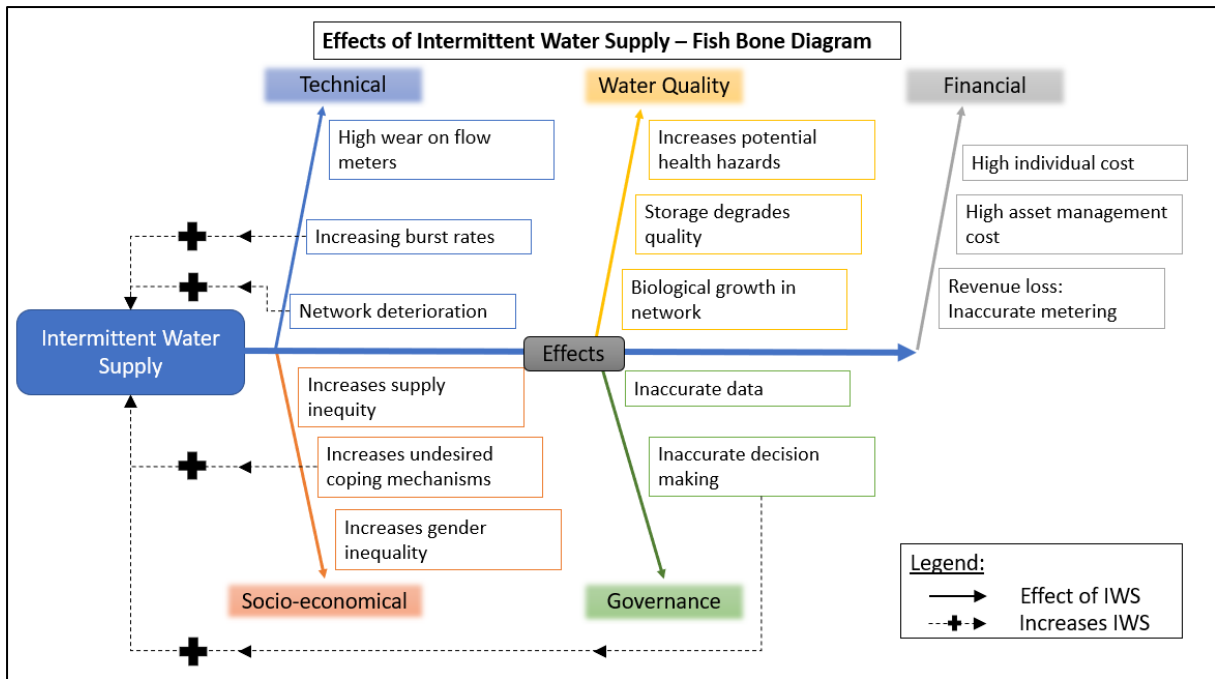 Effects of Intermittent Water Supply – Fish Bone Diagram
Technical
Water Quality
Financial
High wear on flow
meters
Increasing burst rates
Network deterioration
Increases potential
health hazards
Storage degrades
quality
Biological growth in
network
High individual cost
High asset management
cost
Revenue loss:
Inaccurate metering
Intermittent Water
Supply
Effects
Increases supply
inequity
Increases undesired
coping mechanisms
Increases gender
inequality
Inaccurate data
Inaccurate decision
making
Socio-economical
Governance
Legend:
Effect of IWS
Increases IWS